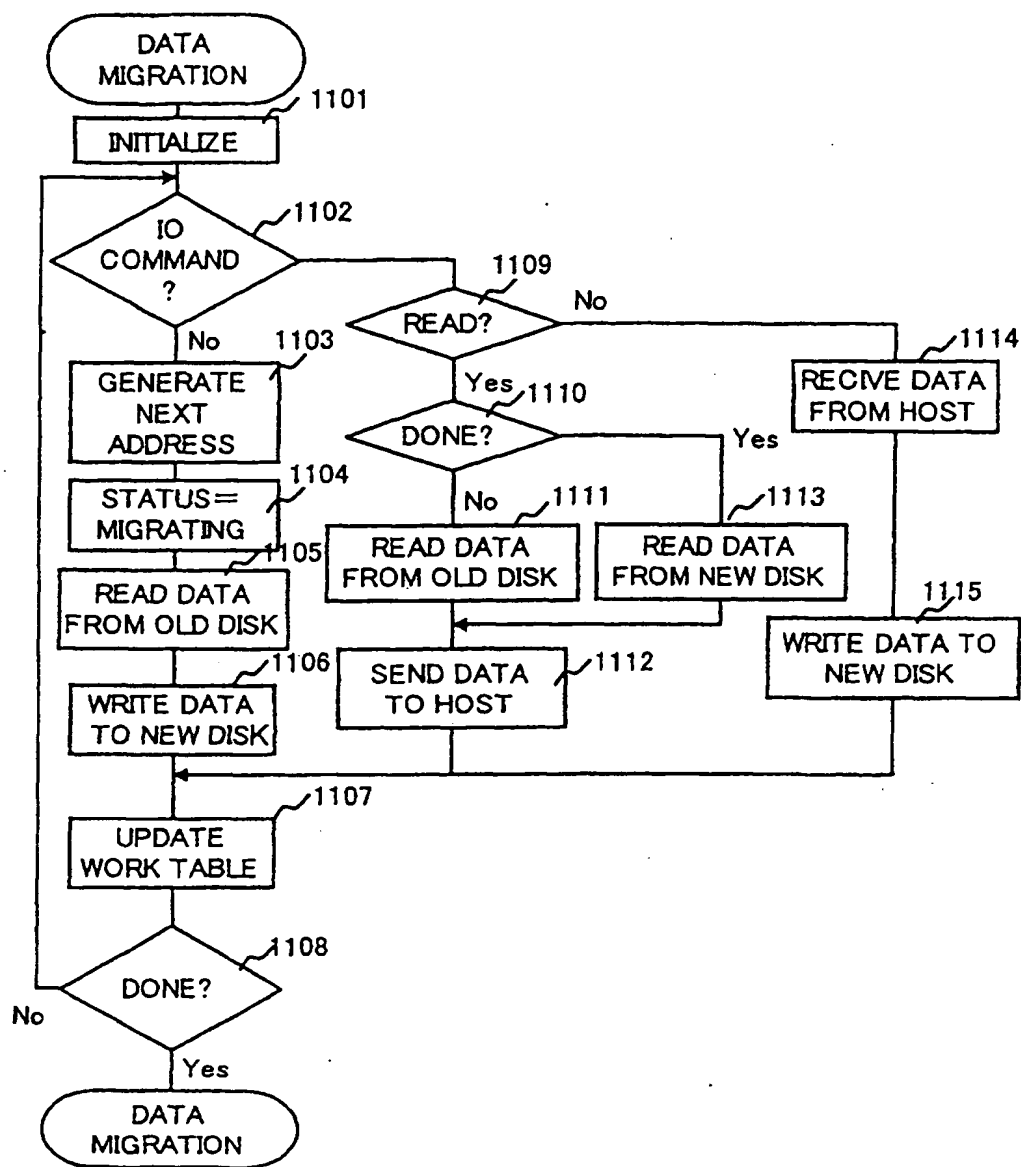 DATA
MIGRATION
1101
INITIALIZE
1102
IO
COMMAND
?
No
1103
GENERATE
NEXT
ADDRESS
1104
STATUS=
MIGRATING
1105
READ DATA
FROM OLD DISK
1106
WRITE DATA
TO NEW DISK
1109
READ?
No
Yes
1110
DONE?
Yes
No
1111
READ DATA
FROM OLD DISK
1113
READ DATA
FROM NEW DISK
1112
SEND DATA
TO HOST
1114
RECIVE DATA
FROM HOST
1115
WRITE DATA TO
NEW DISK
1107
UPDATE
WORK TABLE
1108
DONE?
No
Yes
DATA
MIGRATION